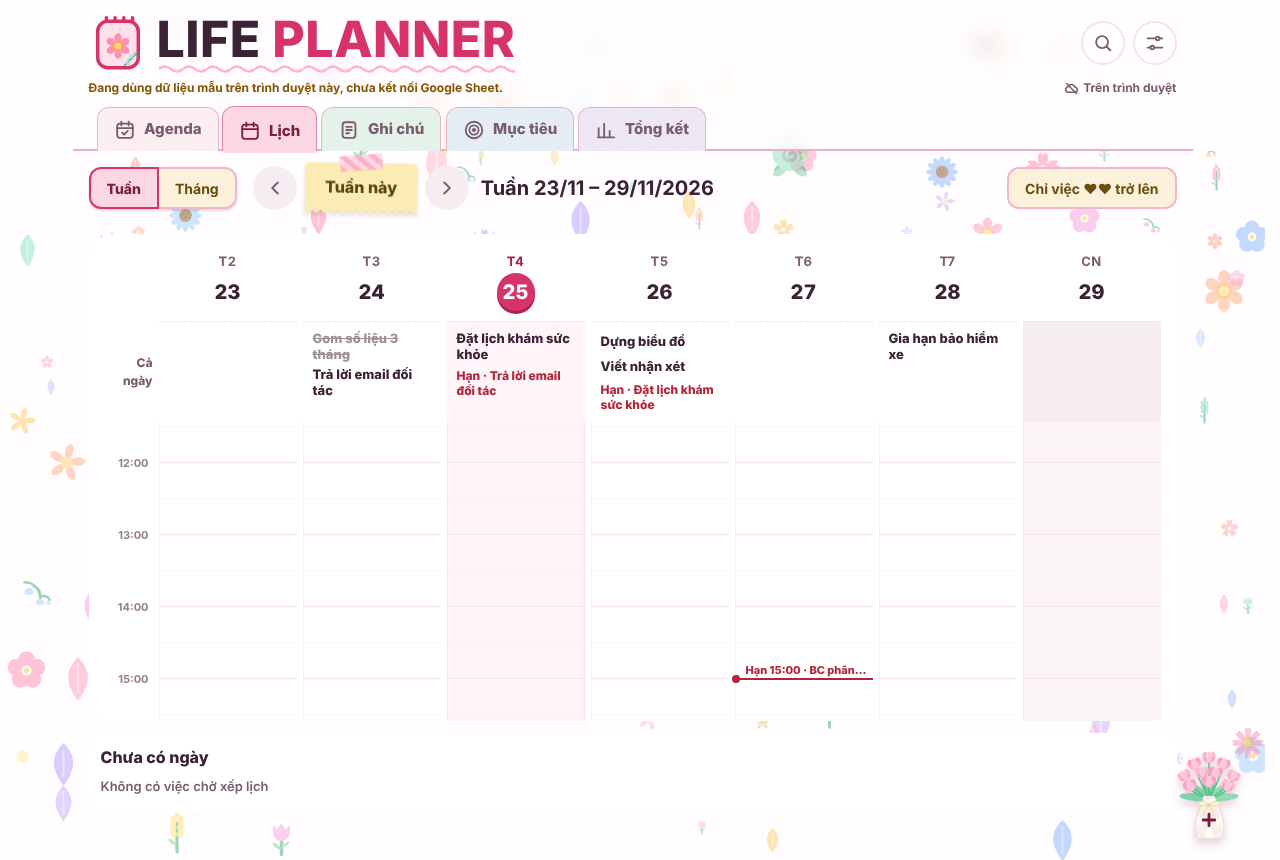 LIFE PLANNER
Đang dùng dữ liệu mẫu trên trình duyệt này, chưa kết nối Google Sheet.
Trên trình duyệt
Agenda
Lịch
Ghi chú
Mục tiêu
Tổng kết
Tuần
Tháng
Tuần này
Tuần 23/11 – 29/11/2026
Chỉ việc ♥♥ trở lên
T2
T3
T4
T5
T6
T7
CN
23
24
25
26
27
28
29
Cả
ngày
Gom số liệu 3
tháng
Trả lời email đối
tác
Đặt lịch khám sức
khỏe
Hạn · Trả lời email
đối tác
Dựng biểu đồ
Viết nhận xét
Hạn · Đặt lịch khám
sức khỏe
Gia hạn bảo hiểm
xe
12:00
13:00
14:00
15:00
Hạn 15:00 · BC phân…
Chưa có ngày
Không có việc chờ xếp lịch